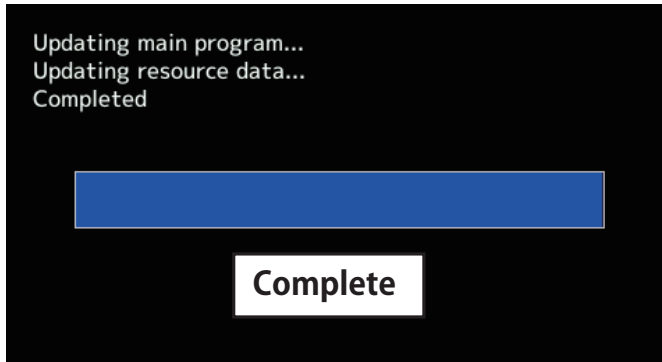 Updating main program...
Updating resource data...
Completed
Complete